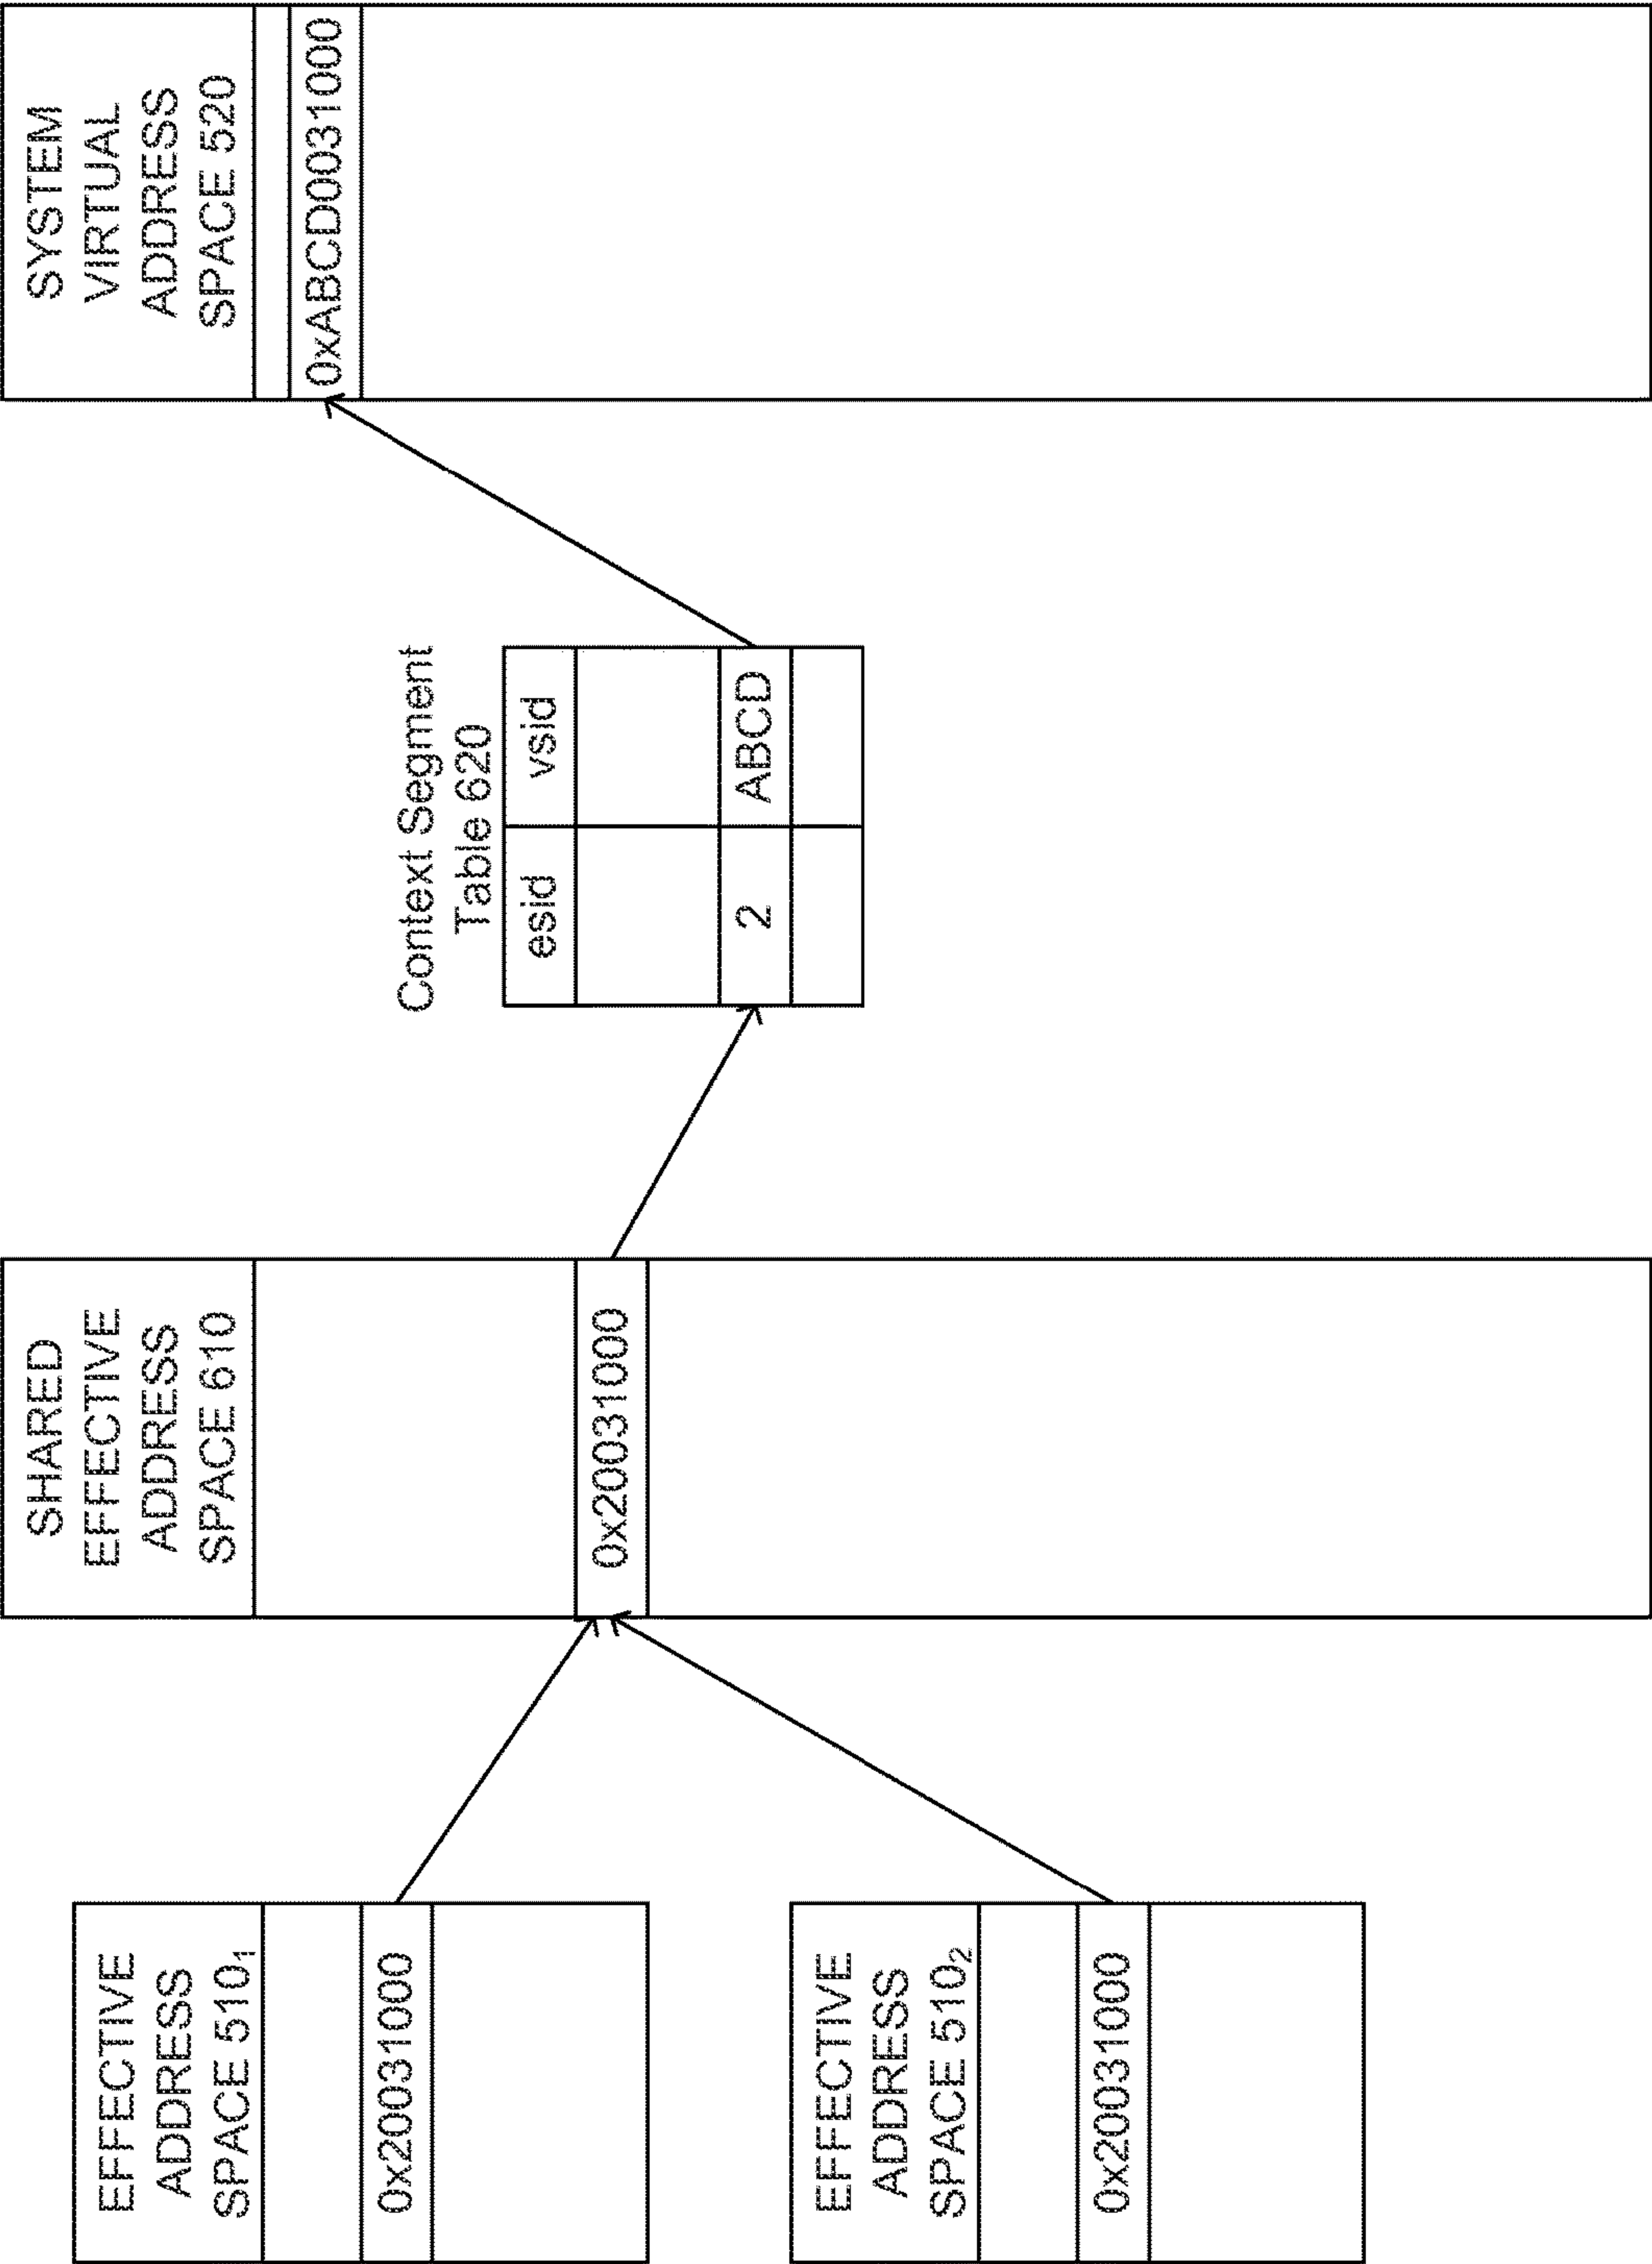 EFFECTIVE
ADDRESS
SPACE 510₁
0x20031000
EFFECTIVE
ADDRESS
SPACE 510₂
0x20031000
SHARED
EFFECTIVE
ADDRESS
SPACE 610
0x20031000
Context Segment
Table 620
esid vsid
2 ABCD
SYSTEM
VIRTUAL
ADDRESS
SPACE 520
0xABCD0031000